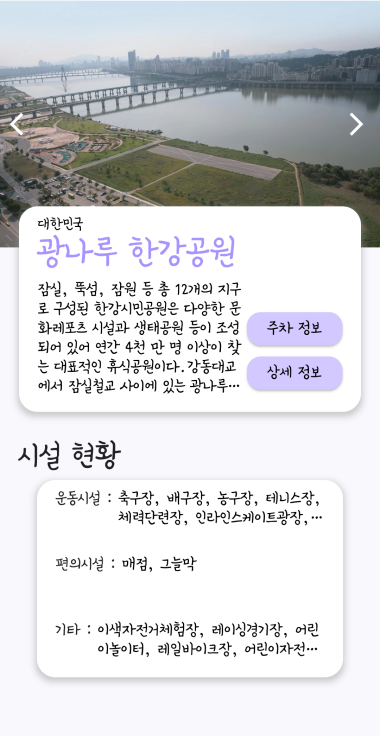 대한민국
광나루 한강공원
잠실, 뚝섬, 잠원 등 총 12개의 지구
로 구성된 한강시민공원은 다양한 문
화레포츠 시설과 생태공원 등이 조성
되어 있어 연간 4천 만 명 이상이 찾
는 대표적인 휴식공원이다.강동대교
에서 잠실철교 사이에 있는 광나루...
주차 정보
상세 정보
시설 현황
운동시설 : 축구장, 배구장, 농구장, 테니스장,
체력단련장, 인라인스케이트광장,...
편의시설 : 매점, 그늘막
기타 : 이색자전거체험장, 레이싱경기장, 어린
이놀이터, 레일바이크장, 어린이자전...